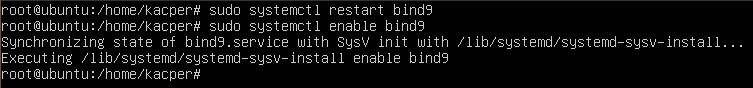 root@ubuntu:/home/kacper# sudo systemctl restart bind9
root@ubuntu:/home/kacper# sudo systemctl enable bind9
Synchronizing state of bind9.service with SysV init with /lib/systemd/systemd-sysv-install...
Executing /lib/systemd/systemd-sysv-install enable bind9
root@ubuntu:/home/kacper#